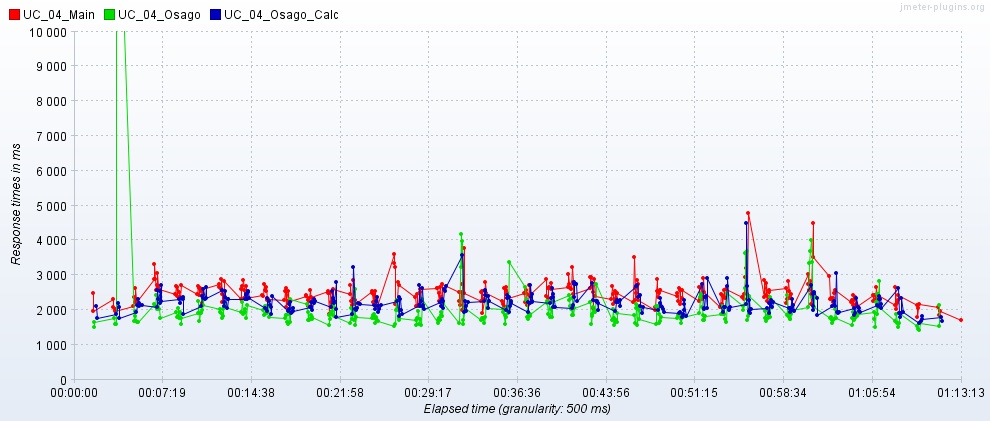 UC_04_Main UC_04_Osago UC_04_Osago_Calc
jmeter-plugins.org
10 000
9 000
8 000
7 000
6 000
5 000
4 000
3 000
2 000
1 000
0
Response times in ms
00:00:00 00:07:19 00:14:38 00:21:58 00:29:17 00:36:36 00:43:56 00:51:15 00:58:34 01:05:54 01:13:13
Elapsed time (granularity: 500 ms)